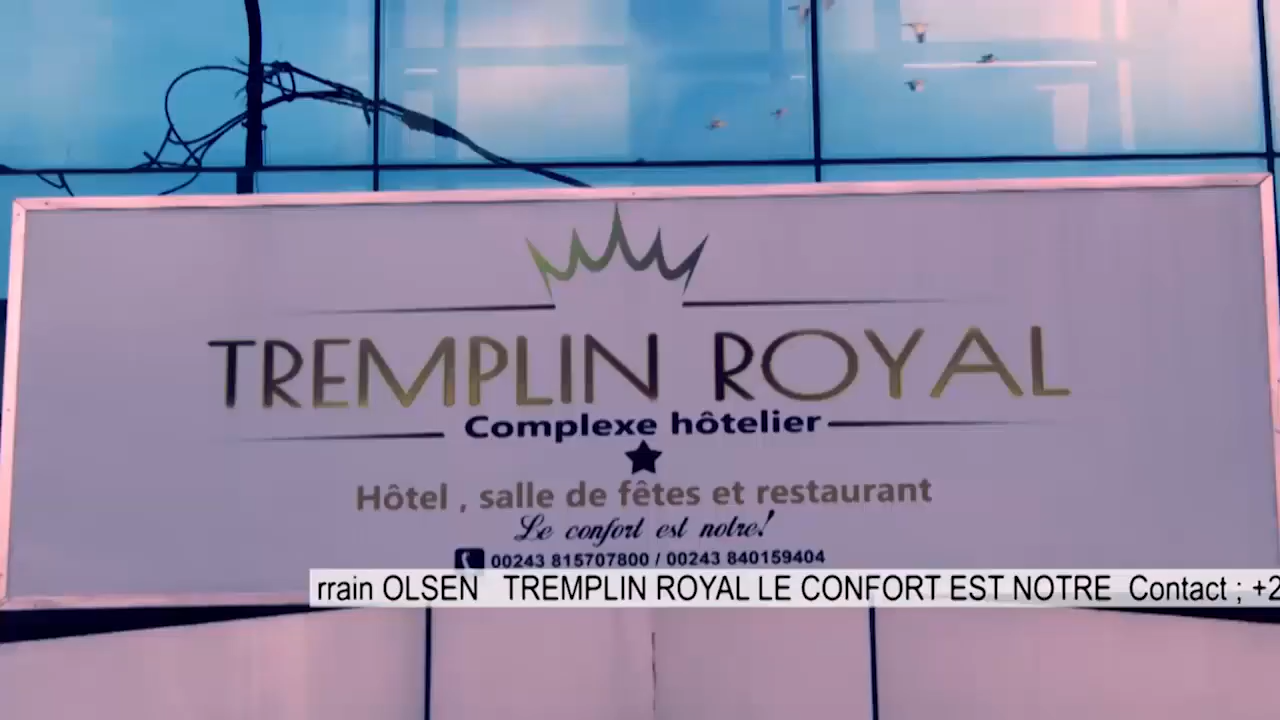 TREMPLIN ROYAL
Complexe hôtelier
Hôtel , salle de fêtes et restaurant
Le confort est notre!
00243 815707800 / 00243 840159404
rrain OLSEN TREMPLIN ROYAL LE CONFORT EST NOTRE Contact ; +2